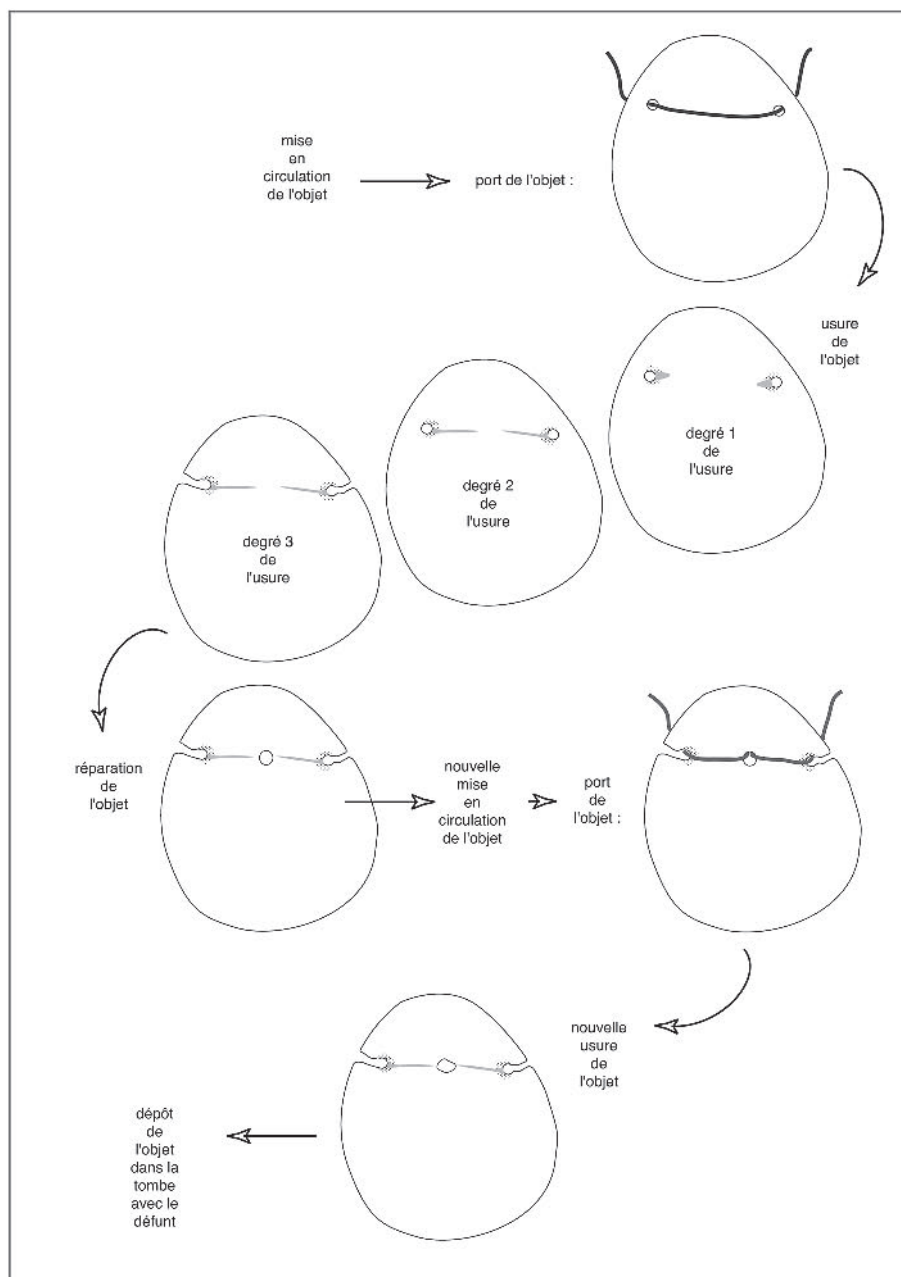 mise
en
circulation
de l'objet
port de l'objet :
usure
de
l'objet
degré 1
de
l'usure
degré 2
de
l'usure
degré 3
de
l'usure
réparation
de
l'objet
nouvelle
mise
en
circulation
de l'objet
port
de
l'objet :
nouvelle
usure
de
l'objet
dépôt
de
l'objet
dans la
tombe
avec le
défunt